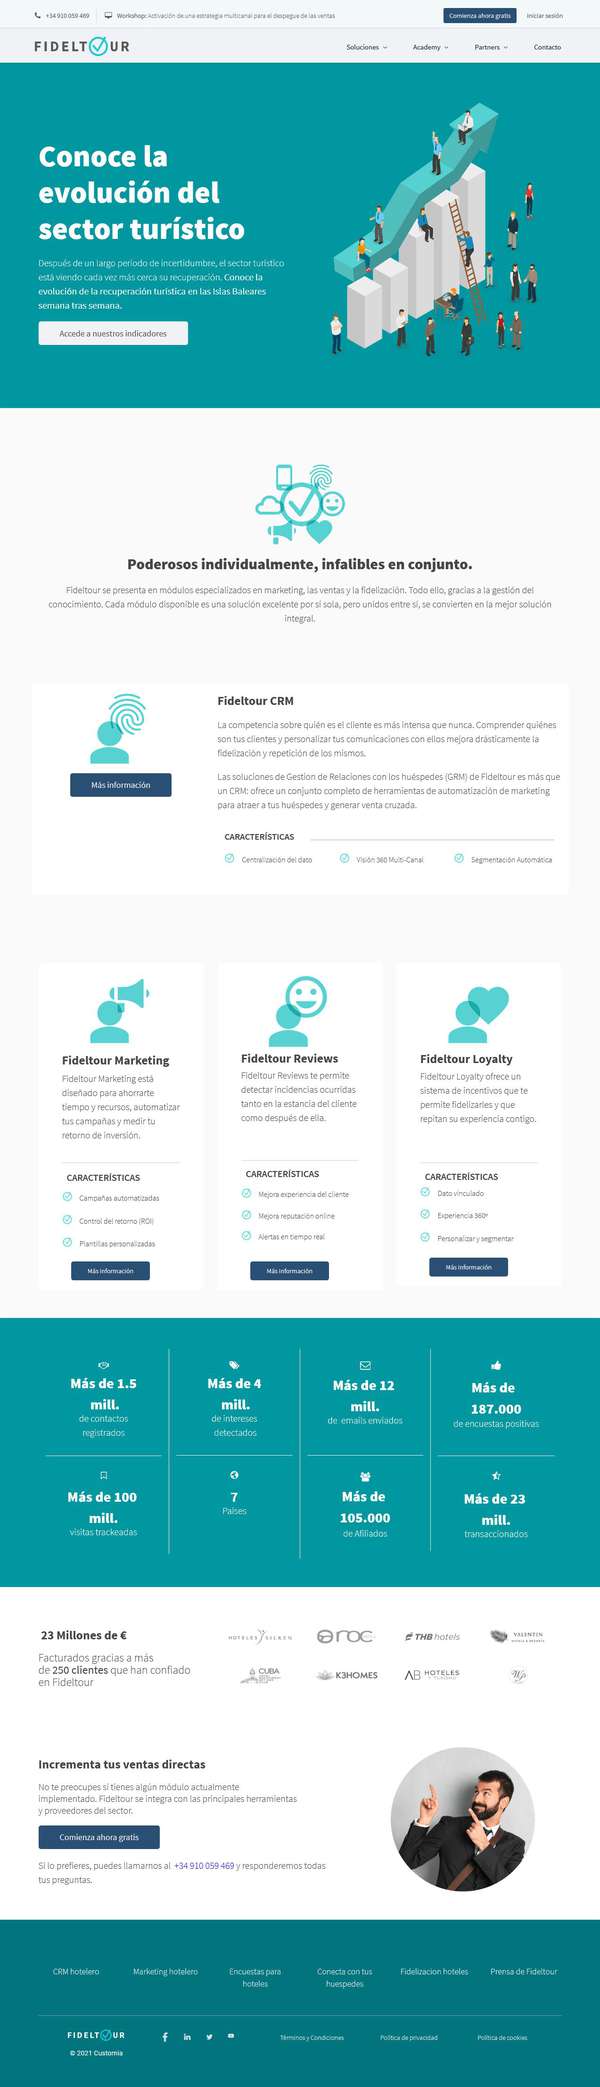 +34 910 059 469
Workshop: Activación de una estrategia multicanal para el despegue de las ventas
Comienza ahora gratis
Iniciar sesión
FIDELTOUR
Soluciones
Academy
Partners
Contacto
Conoce la
evolución del
sector turístico
Después de un largo período de incertidumbre, el sector turístico
está viendo cada vez más cerca su recuperación. Conoce la
evolución de la recuperación turística en las Islas Baleares
semana tras semana.
Accede a nuestros indicadores
Poderosos individualmente, infalibles en conjunto.
Fideltour se presenta en módulos especializados en marketing, las ventas y la fidelización. Todo ello, gracias a la gestión del
conocimiento. Cada módulo disponible es una solución excelente por si sola, pero unidos entre sí, se convierten en la mejor solución
integral.
Fideltour CRM
La competencia sobre quién es el cliente es más intensa que nunca. Comprender quiénes
son tus clientes y personalizar tus comunicaciones con ellos mejora drásticamente la
fidelización y repetición de los mismos.
Más información
Las soluciones de Gestion de Relaciones con los huéspedes (GRM) de Fideltour es más que
un CRM: ofrece un conjunto completo de herramientas de automatización de marketing
para atraer a tus huéspedes y generar venta cruzada.
CARACTERÍSTICAS
Centralización del dato
Visión 360 Multi-Canal
Segmentación Automática
Fideltour Marketing
Fideltour Marketing está
diseñado para ahorrarte
tiempo y recursos, automatizar
tus campañas y medir tu
retorno de inversión.
CARACTERÍSTICAS
Campañas automatizadas
Control del retorno (ROI)
Plantillas personalizadas
Más información
Fideltour Reviews
Fideltour Reviews te permite
detectar incidencias ocurridas
tanto en la estancia del cliente
como después de ella.
CARACTERÍSTICAS
Mejora experiencia del cliente
Mejora reputación online
Alertas en tiempo real
Más información
Fideltour Loyalty
Fideltour Loyalty ofrece un
sistema de incentivos que te
permite fidelizarles y que
repitan su experiencia contigo.
CARACTERÍSTICAS
Dato vinculado
Experiencia 360º
Personalizar y segmentar
Más información
Más de 1.5
mill.
de contactos
registrados
Más de 4
mill.
de intereses
detectados
Más de 12
mill.
de emails enviados
Más de
187.000
de encuestas positivas
Más de 100
mill.
visitas trackeadas
7
Países
Más de
105.000
de Afiliados
Más de 23
mill.
transaccionados
23 Millones de €
Facturados gracias a más
de 250 clientes que han confiado
en Fideltour
HOTELES SILKEN
roc
THB hotels
VALENTIN
CUBA
K3HOMES
AB HOTELES
Incrementa tus ventas directas
No te preocupes si tienes algún módulo actualmente
implementado. Fideltour se integra con las principales herramientas
y proveedores del sector.
Comienza ahora gratis
Si lo prefieres, puedes llamarnos al +34 910 059 469 y responderemos todas
tus preguntas.
CRM hotelero
Marketing hotelero
Encuestas para
hoteles
Conecta con tus
huespedes
Fidelizacion hoteles
Prensa de Fideltour
FIDELTOUR
© 2021 Customia
Términos y Condiciones
Política de privacidad
Política de cookies